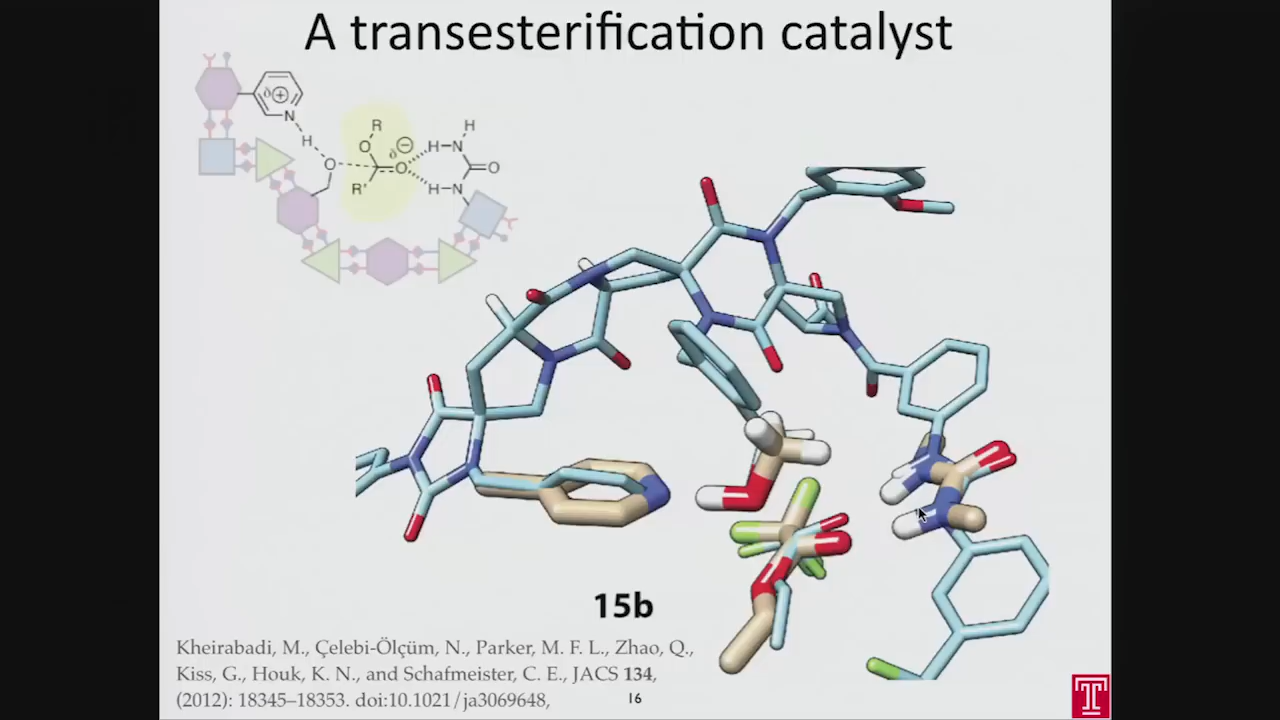 A transesterification catalyst
R
O
R'
δ⊖
O
H
N
H
H
N
O
δ⊕
N
H
O
15b
Kheirabadi, M., Çelebi-Ölçüm, N., Parker, M. F. L., Zhao, Q.,
Kiss, G., Houk, K. N., and Schafmeister, C. E., JACS 134,
(2012): 18345–18353. doi:10.1021/ja3069648,
16
T